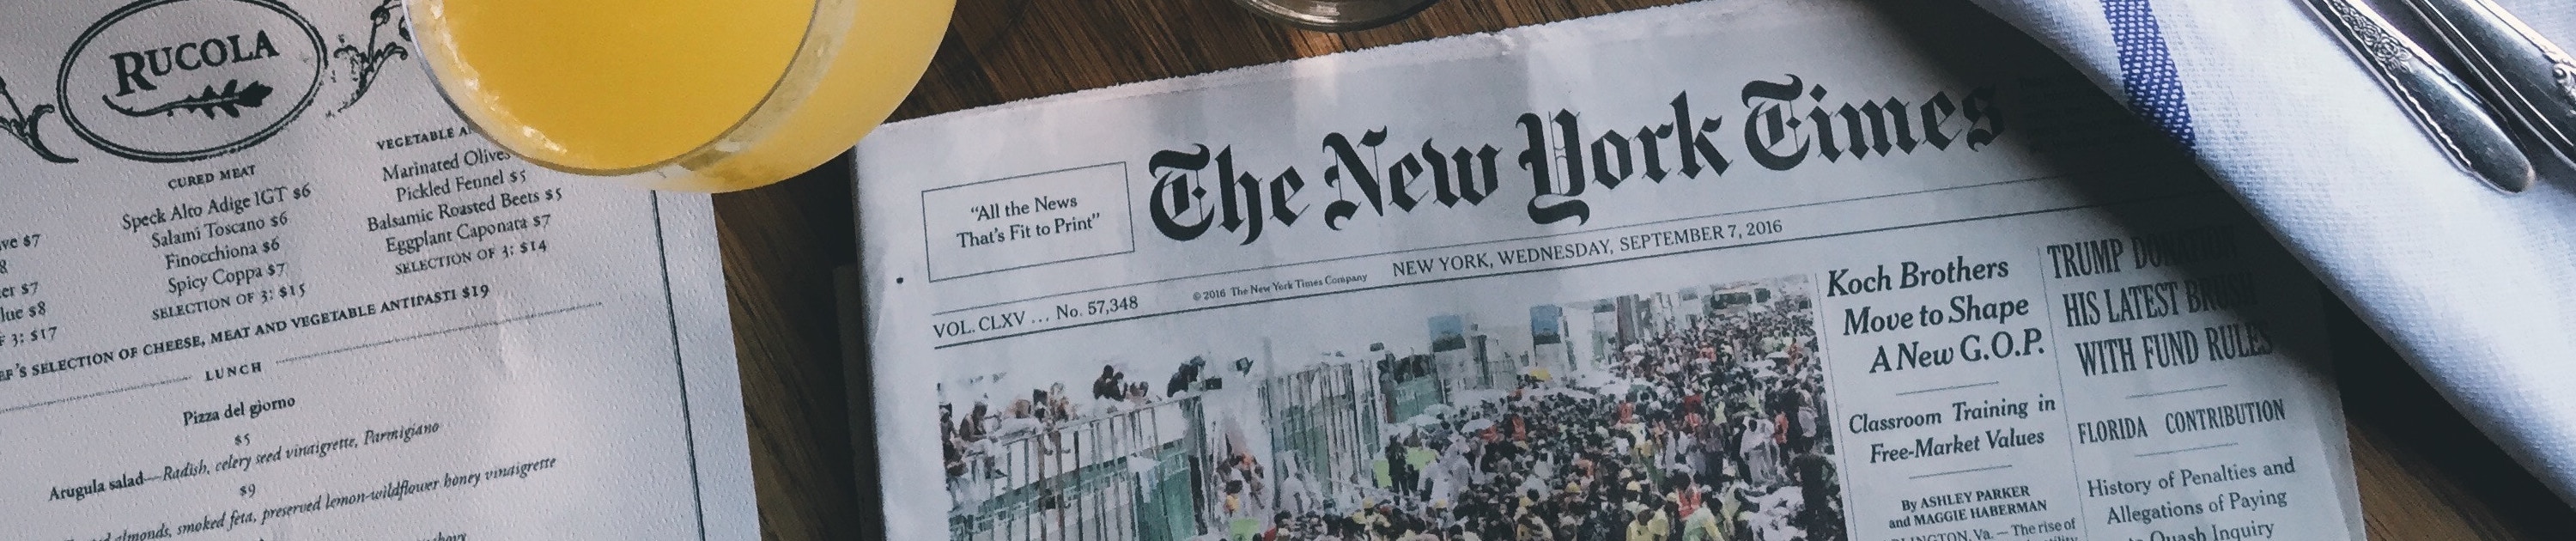 RUCOLA
CURED MEAT
Speck Alto Adige IGT $6
Salami Toscano $6
Finocchiona $6
Spicy Coppa $7
SELECTION OF 3: $15
VEGETABLE
Marinated Olives
Pickled Fennel $5
Balsamic Roasted Beets $5
Eggplant Caponata $7
SELECTION OF 3: $14
$7
$7
$8
3: $17
SELECTION OF CHEESE, MEAT AND VEGETABLE ANTIPASTI $19
LUNCH
Pizza del giorno
$5
Arugula salad—Radish, celery seed vinaigrette, Parmigiano
$9
almonds, smoked feta, preserved lemon-wildflower honey vinaigrette
"All the News
That's Fit to Print"
The New York Times
VOL. CLXV ... No. 57,348
© 2016 The New York Times Company
NEW YORK, WEDNESDAY, SEPTEMBER 7, 2016
Koch Brothers
Move to Shape
A New G.O.P.
Classroom Training in
Free-Market Values
By ASHLEY PARKER
and MAGGIE HABERMAN
Va. — The rise of
TRUMP DONATION
HIS LATEST BRUSH
WITH FUND RULES
FLORIDA CONTRIBUTION
History of Penalties and
Allegations of Paying
Quash Inquiry